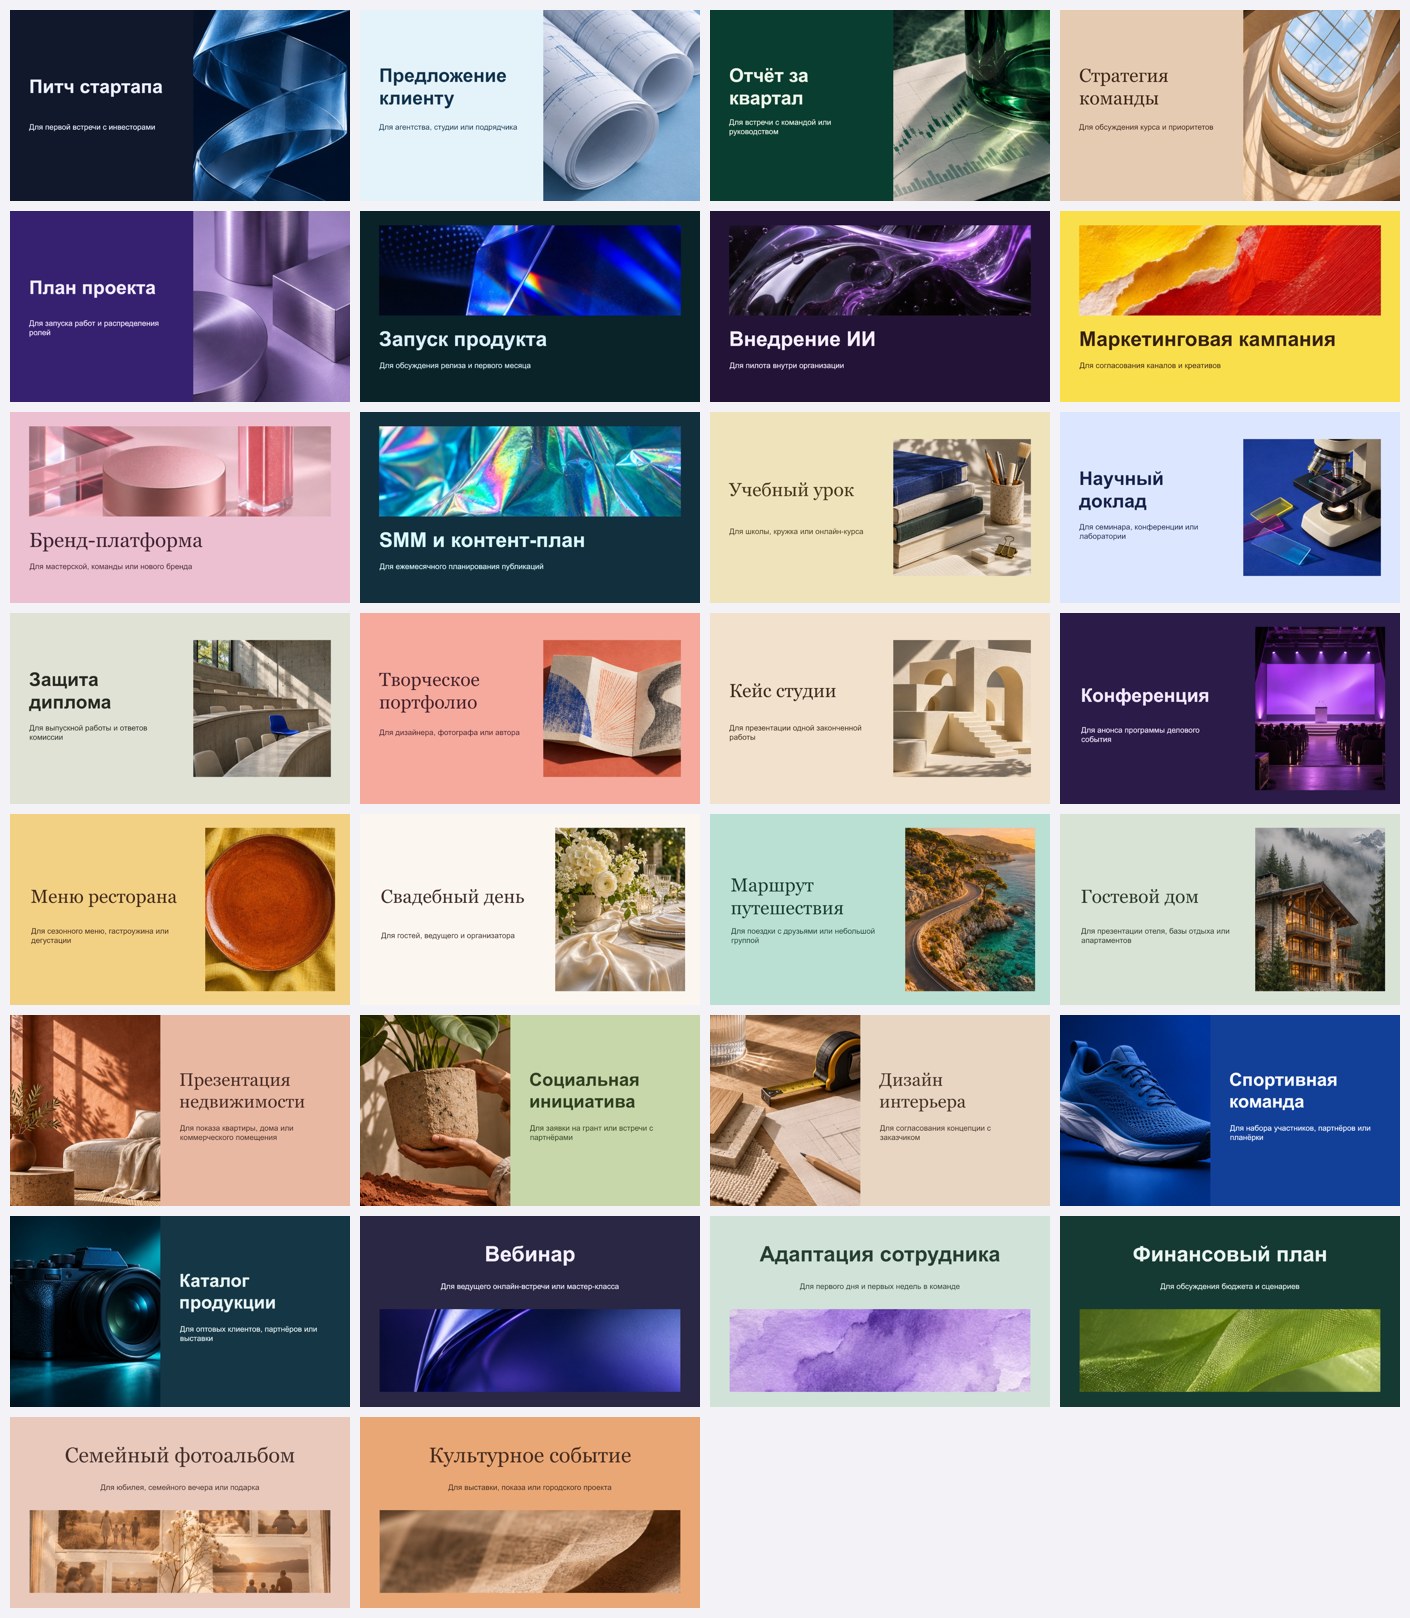 Питч стартапа
Для первой встречи с инвесторами
Предложение
клиенту
Для агентства, студии или подрядчика
Отчёт за
квартал
Для встречи с командой или
руководством
Стратегия
команды
Для обсуждения курса и приоритетов
План проекта
Для запуска работ и распределения
ролей
Запуск продукта
Для обсуждения релиза и первого месяца
Внедрение ИИ
Для пилота внутри организации
Маркетинговая кампания
Для согласования каналов и креативов
Бренд-платформа
Для мастерской, команды или нового бренда
SMM и контент-план
Для ежемесячного планирования публикаций
Учебный урок
Для школы, кружка или онлайн-курса
Научный
доклад
Для семинара, конференции или
лаборатории
Защита
диплома
Для выпускной работы и ответов
комиссии
Творческое
портфолио
Для дизайнера, фотографа или автора
Кейс студии
Для презентации одной законченной
работы
Конференция
Для анонса программы делового
события
Меню ресторана
Для сезонного меню, гастроужина или
дегустации
Свадебный день
Для гостей, ведущего и организатора
Маршрут
путешествия
Для поездки с друзьями или небольшой
группой
Гостевой дом
Для презентации отеля, базы отдыха или
апартаментов
Презентация
недвижимости
Для показа квартиры, дома или
коммерческого помещения
Социальная
инициатива
Для заявки на грант или встречи с
партнёрами
Дизайн
интерьера
Для согласования концепции с
заказчиком
Спортивная
команда
Для набора участников, партнёров или
планёрки
Каталог
продукции
Для оптовых клиентов, партнёров или
выставки
Вебинар
Для ведущего онлайн-встречи или мастер-класса
Адаптация сотрудника
Для первого дня и первых недель в команде
Финансовый план
Для обсуждения бюджета и сценариев
Семейный фотоальбом
Для юбилея, семейного вечера или подарка
Культурное событие
Для выставки, показа или городского проекта